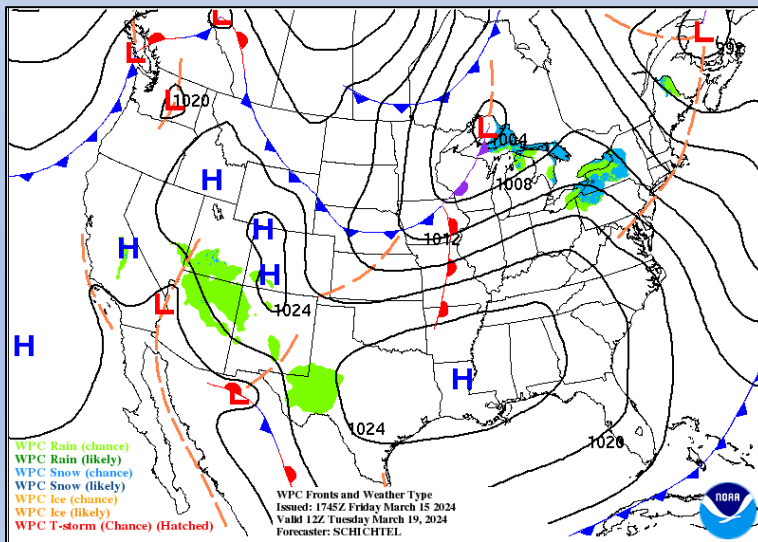 L
L
L
992
L
1020
L
1004
1008
H
H
H
1012
H
H
1024
L
H
H
L
1024
1020
WPC Rain (chance)
WPC Rain (likely)
WPC Snow (chance)
WPC Snow (likely)
WPC Ice (chance)
WPC Ice (likely)
WPC T-storm (Chance) (Hatched)
WPC Fronts and Weather Type
Issued: 1745Z Friday March 15 2024
Valid 12Z Tuesday March 19, 2024
Forecaster: SCHICHTEL
NOAA